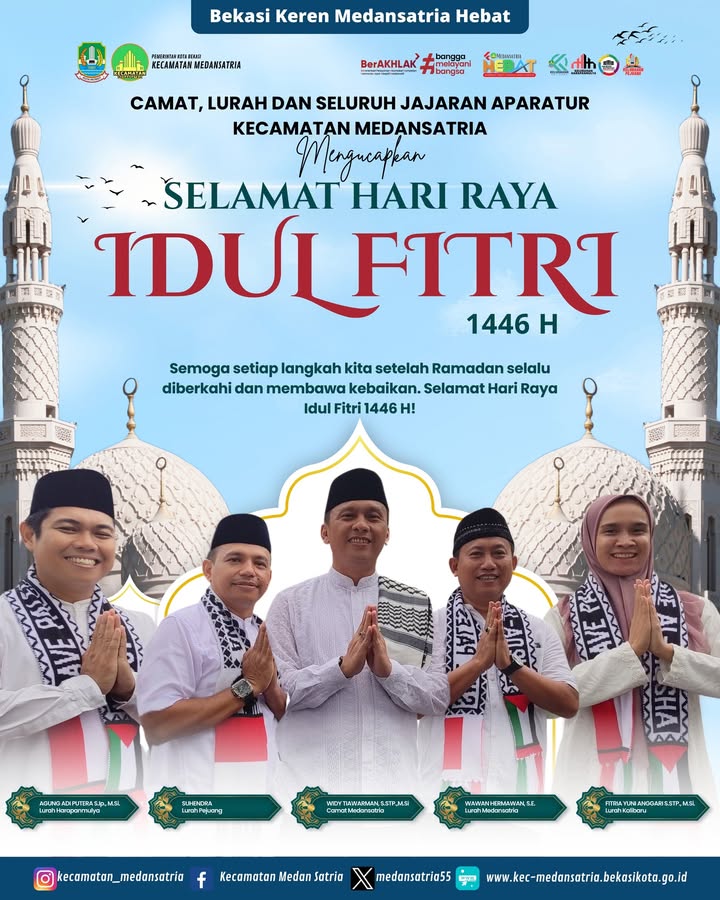 Bekasi Keren Medansatria Hebat
PEMERINTAH KOTA BEKASI
KECAMATAN MEDANSATRIA
BerAKHLAK
#bangga
melayani
bangsa
MEDANSATRIA
HEBAT
KECAMATAN
CAMAT, LURAH DAN SELURUH JAJARAN APARATUR
KECAMATAN MEDANSATRIA
Mengucapkan
SELAMAT HARI RAYA
IDUL FITRI
1446 H
Semoga setiap langkah kita setelah Ramadan selalu
diberkahi dan membawa kebaikan. Selamat Hari Raya
Idul Fitri 1446 H!
AGUNG ADI PUTERA S.Ip., M.Si.
Lurah Harapanmulya
SUHENDRA
Lurah Pejuang
WIDY TIAWARMAN, S.STP.,M.Si
Camat Medansatria
WAWAN HERMAWAN, S.E.
Lurah Medansatria
FITRIA YUNI ANGGARI S.STP., M.Si.
Lurah Kalibaru
kecamatan_medansatria
Kecamatan Medan Satria
medansatria55
www.kec-medansatria.bekasikota.go.id